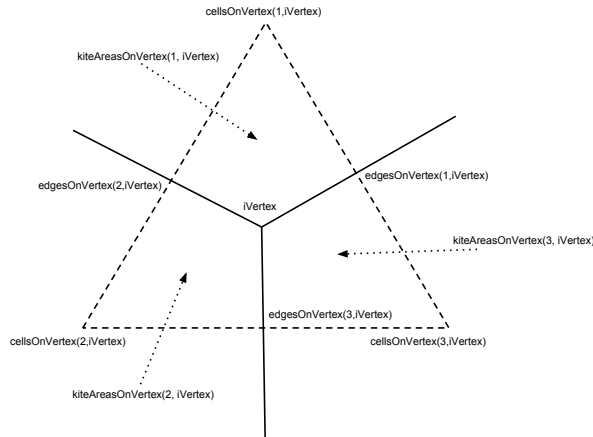 cellsOnVertex(1,iVertex)
kiteAreasOnVertex(1, iVertex)
edgesOnVertex(1,iVertex)
edgesOnVertex(2,iVertex)
iVertex
kiteAreasOnVertex(3, iVertex)
edgesOnVertex(3,iVertex)
cellsOnVertex(2,iVertex)
cellsOnVertex(3,iVertex)
kiteAreasOnVertex(2, iVertex)